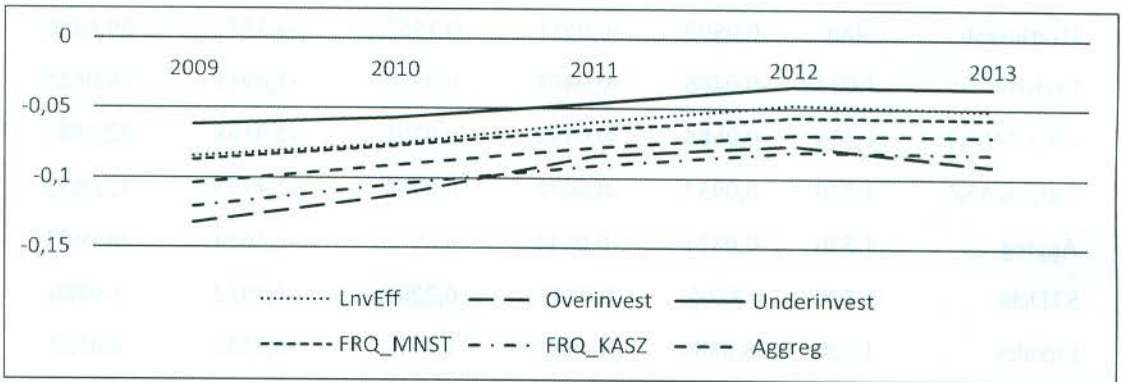 0
2009 2010 2011 2012 2013
-0,05
-0,1
-0,15
LnvEff Overinvest Underinvest
FRQ_MNST FRQ_KASZ Aggreg